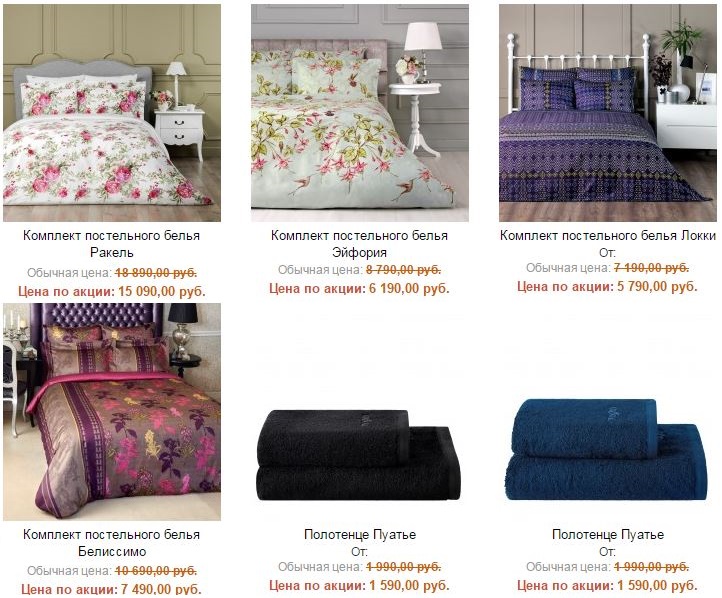 Комплект постельного белья
Ракель
Обычная цена: 18 890,00 руб.
Цена по акции: 15 090,00 руб.
Комплект постельного белья
Эйфория
Обычная цена: 8 790,00 руб.
Цена по акции: 6 190,00 руб.
Комплект постельного белья Локки
От:
Обычная цена: 7 190,00 руб.
Цена по акции: 5 790,00 руб.
Комплект постельного белья
Белиссимо
Обычная цена: 10 690,00 руб.
Цена по акции: 7 490,00 руб.
Полотенце Пуатье
От:
Обычная цена: 1 990,00 руб.
Цена по акции: 1 590,00 руб.
Полотенце Пуатье
От:
Обычная цена: 1 990,00 руб.
Цена по акции: 1 590,00 руб.